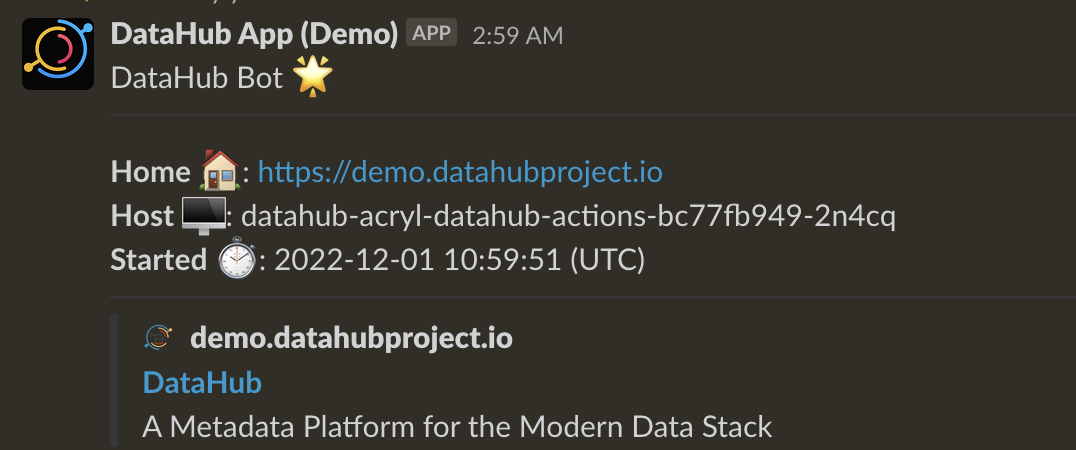 DataHub App (Demo) APP 2:59 AM
DataHub Bot 🌟
Home 🏠: https://demo.datahubproject.io
Host 🖥️: datahub-acryl-datahub-actions-bc77fb949-2n4cq
Started ⏱️: 2022-12-01 10:59:51 (UTC)
demo.datahubproject.io
DataHub
A Metadata Platform for the Modern Data Stack